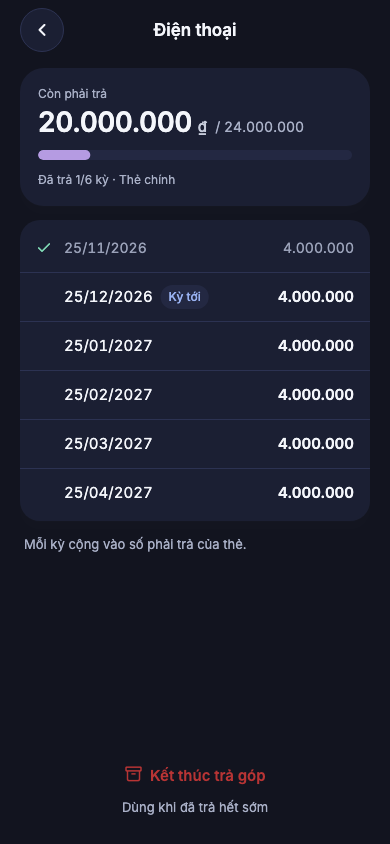 Điện thoại
Còn phải trả
20.000.000 ₫ / 24.000.000
Đã trả 1/6 kỳ · Thẻ chính
25/11/2026 4.000.000
25/12/2026 Kỳ tới 4.000.000
25/01/2027 4.000.000
25/02/2027 4.000.000
25/03/2027 4.000.000
25/04/2027 4.000.000
Mỗi kỳ cộng vào số phải trả của thẻ.
Kết thúc trả góp
Dùng khi đã trả hết sớm